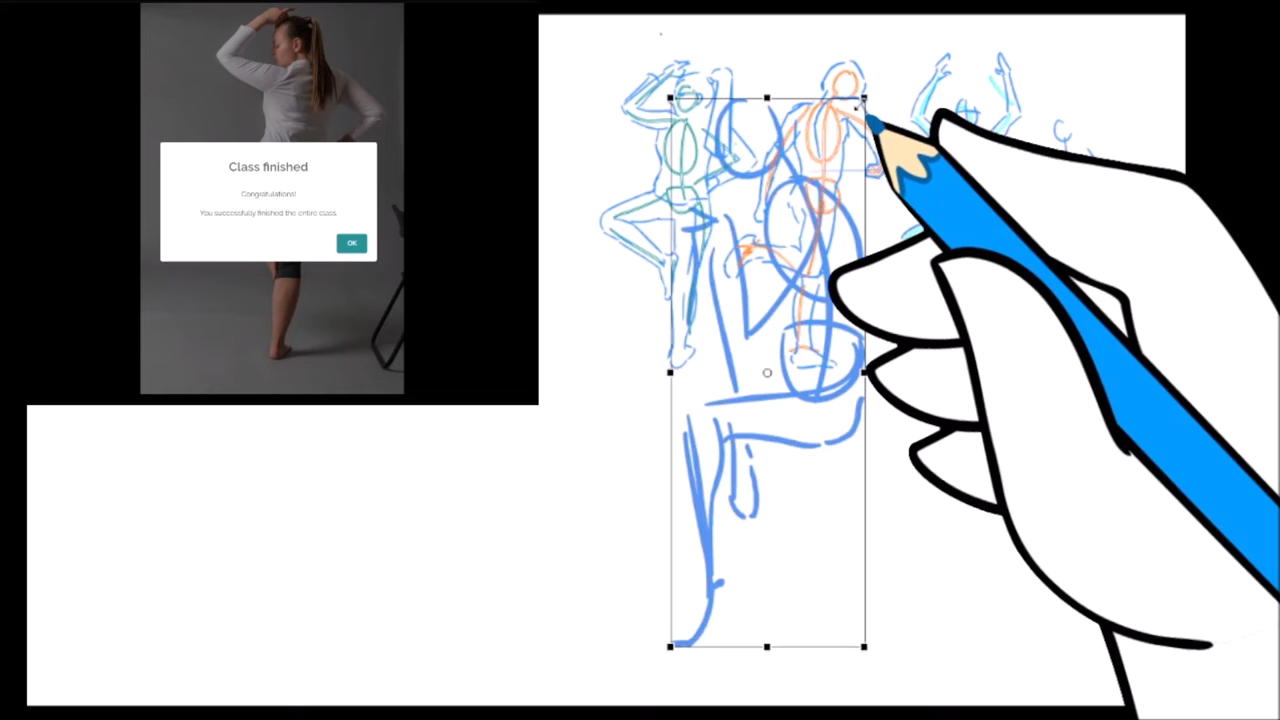 Class finished
Congratulations!
You successfully finished the entire class.
OK